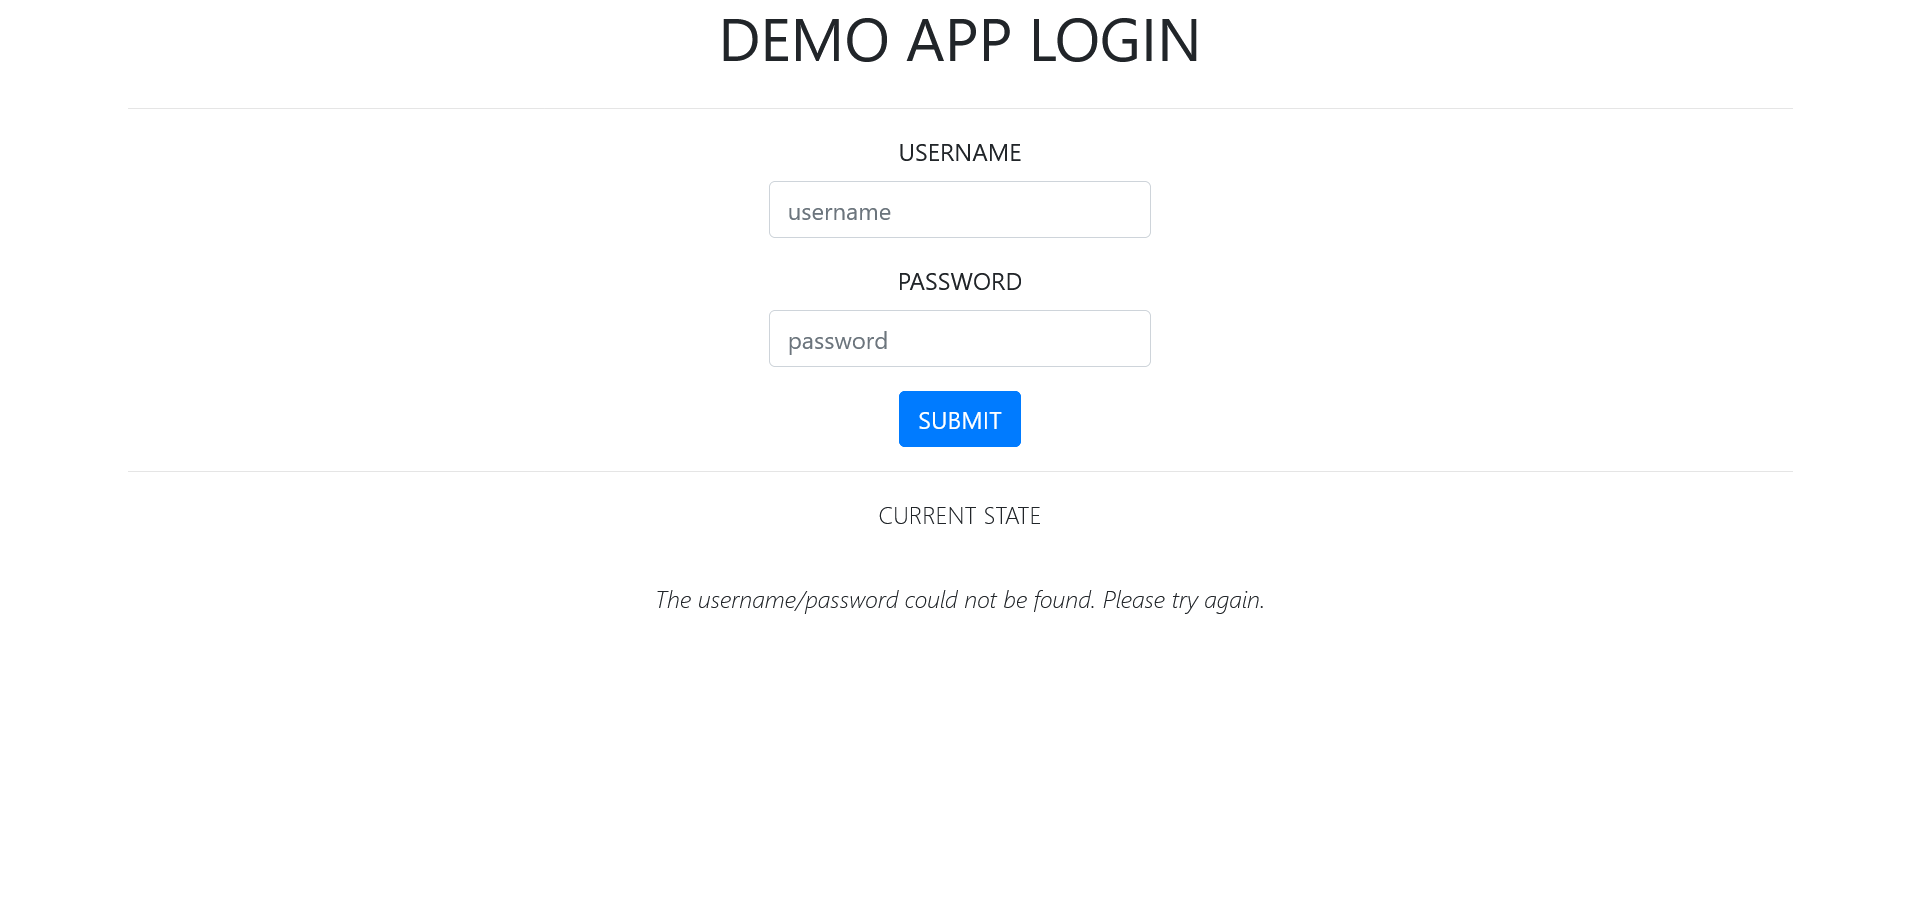 DEMO APP LOGIN
USERNAME
username
PASSWORD
password
SUBMIT
CURRENT STATE
The username/password could not be found. Please try again.